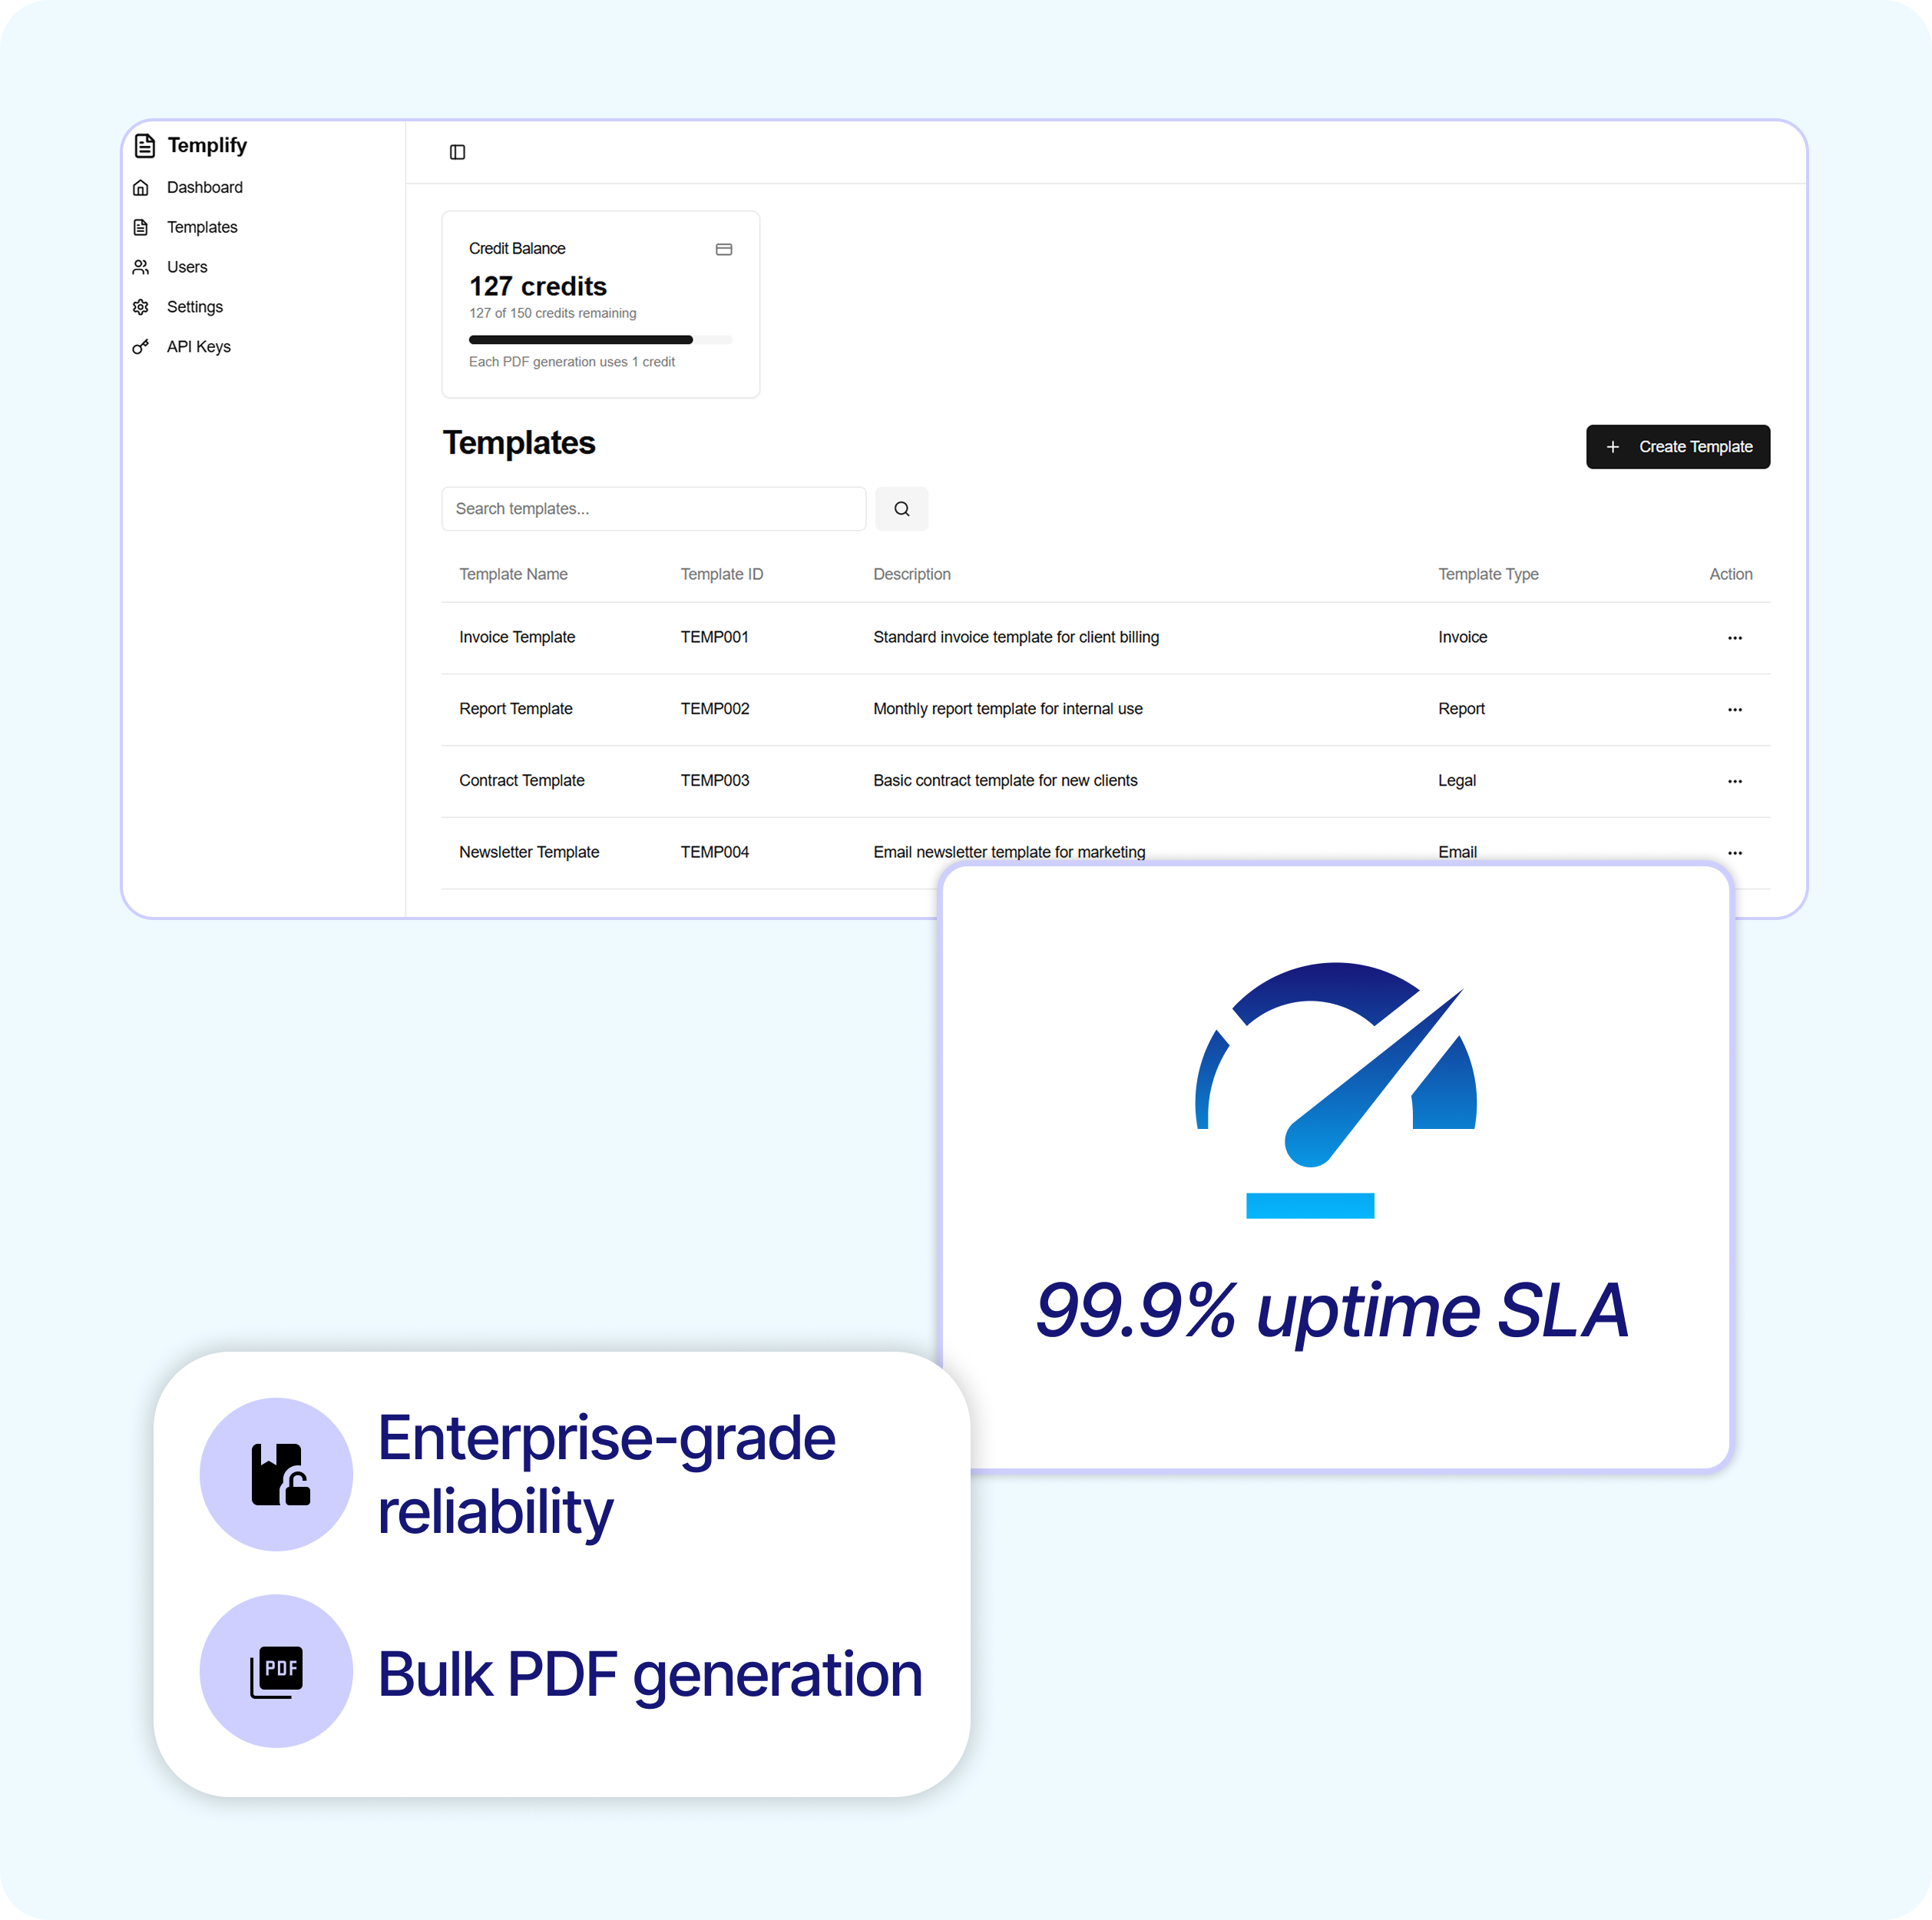 Templify
Dashboard
Templates
Users
Settings
API Keys
Credit Balance
127 credits
127 of 150 credits remaining
Each PDF generation uses 1 credit
Templates
Create Template
Search templates...
Template Name Template ID Description Template Type Action
Invoice Template TEMP001 Standard invoice template for client billing Invoice
Report Template TEMP002 Monthly report template for internal use Report
Contract Template TEMP003 Basic contract template for new clients Legal
Newsletter Template TEMP004 Email newsletter template for marketing Email
99.9% uptime SLA
Enterprise-grade
reliability
PDF
Bulk PDF generation